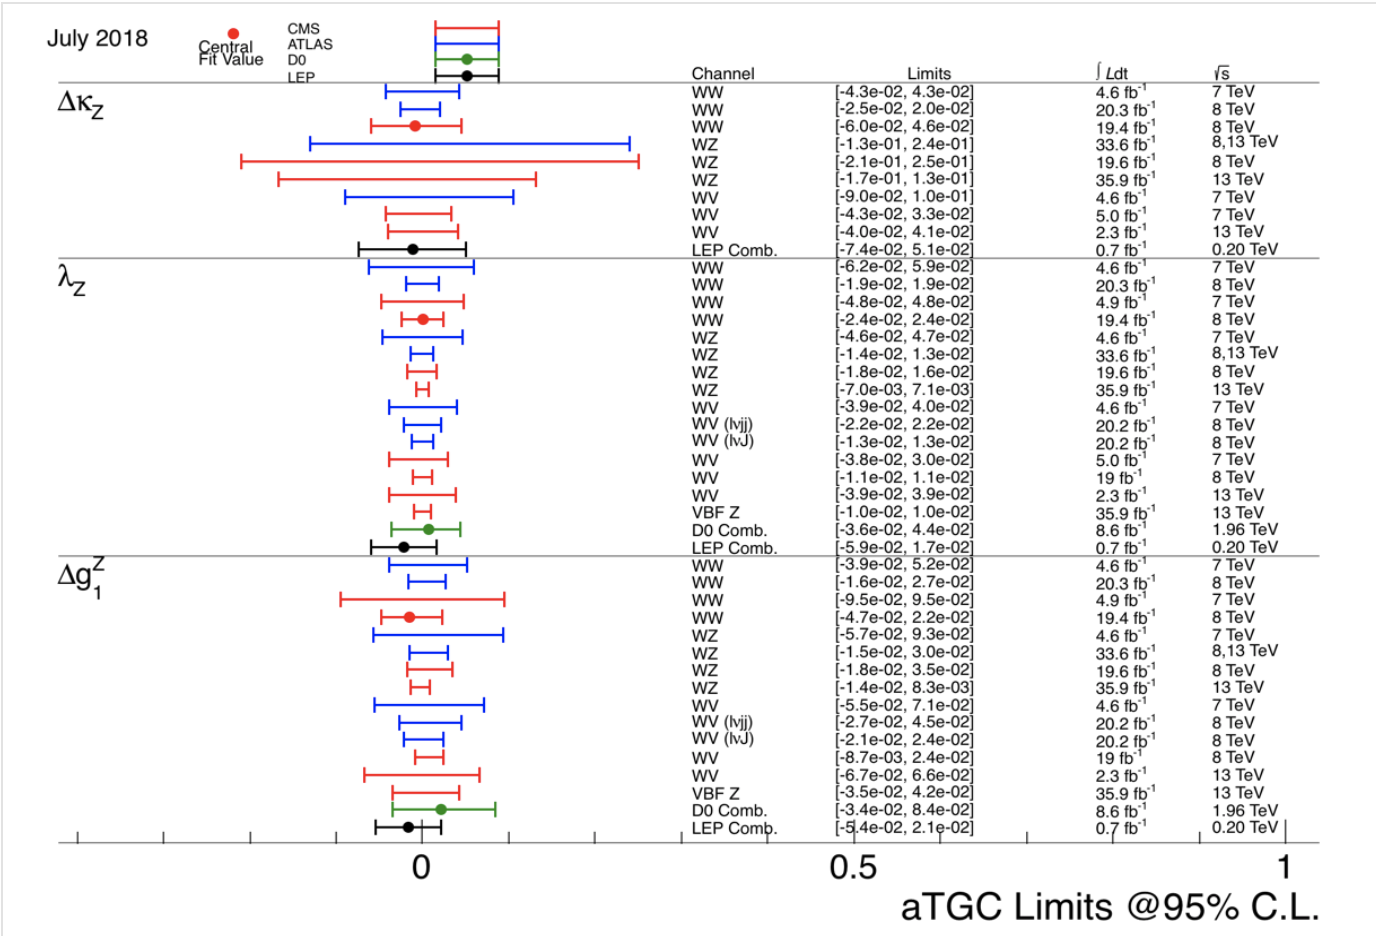 July 2018
Central
Fit Value
CMS
ATLAS
D0
LEP
Channel Limits ∫ Ldt √s
Δκ_Z
WW [-4.3e-02, 4.3e-02] 4.6 fb⁻¹ 7 TeV
WW [-2.5e-02, 2.0e-02] 20.3 fb⁻¹ 8 TeV
WW [-6.0e-02, 4.6e-02] 19.4 fb⁻¹ 8 TeV
WZ [-1.3e-01, 2.4e-01] 33.6 fb⁻¹ 8,13 TeV
WZ [-2.1e-01, 2.5e-01] 19.6 fb⁻¹ 8 TeV
WZ [-1.7e-01, 1.3e-01] 35.9 fb⁻¹ 13 TeV
WV [-9.0e-02, 1.0e-01] 4.6 fb⁻¹ 7 TeV
WV [-4.3e-02, 3.3e-02] 5.0 fb⁻¹ 7 TeV
WV [-4.0e-02, 4.1e-02] 2.3 fb⁻¹ 13 TeV
LEP Comb. [-7.4e-02, 5.1e-02] 0.7 fb⁻¹ 0.20 TeV
λ_Z
WW [-6.2e-02, 5.9e-02] 4.6 fb⁻¹ 7 TeV
WW [-1.9e-02, 1.9e-02] 20.3 fb⁻¹ 8 TeV
WW [-4.8e-02, 4.8e-02] 4.9 fb⁻¹ 7 TeV
WW [-2.4e-02, 2.4e-02] 19.4 fb⁻¹ 8 TeV
WZ [-4.6e-02, 4.7e-02] 4.6 fb⁻¹ 7 TeV
WZ [-1.4e-02, 1.3e-02] 33.6 fb⁻¹ 8,13 TeV
WZ [-1.8e-02, 1.6e-02] 19.6 fb⁻¹ 8 TeV
WZ [-7.0e-03, 7.1e-03] 35.9 fb⁻¹ 13 TeV
WV [-3.9e-02, 4.0e-02] 4.6 fb⁻¹ 7 TeV
WV (lνjj) [-2.2e-02, 2.2e-02] 20.2 fb⁻¹ 8 TeV
WV (lνJ) [-1.3e-02, 1.3e-02] 20.2 fb⁻¹ 8 TeV
WV [-3.8e-02, 3.0e-02] 5.0 fb⁻¹ 7 TeV
WV [-1.1e-02, 1.1e-02] 19 fb⁻¹ 8 TeV
WV [-3.9e-02, 3.9e-02] 2.3 fb⁻¹ 13 TeV
VBF Z [-1.0e-02, 1.0e-02] 35.9 fb⁻¹ 13 TeV
D0 Comb. [-3.6e-02, 4.4e-02] 8.6 fb⁻¹ 1.96 TeV
LEP Comb. [-5.9e-02, 1.7e-02] 0.7 fb⁻¹ 0.20 TeV
Δg₁ᶻ
WW [-3.9e-02, 5.2e-02] 4.6 fb⁻¹ 7 TeV
WW [-1.6e-02, 2.7e-02] 20.3 fb⁻¹ 8 TeV
WW [-9.5e-02, 9.5e-02] 4.9 fb⁻¹ 7 TeV
WW [-4.7e-02, 2.2e-02] 19.4 fb⁻¹ 8 TeV
WZ [-5.7e-02, 9.3e-02] 4.6 fb⁻¹ 7 TeV
WZ [-1.5e-02, 3.0e-02] 33.6 fb⁻¹ 8,13 TeV
WZ [-1.8e-02, 3.5e-02] 19.6 fb⁻¹ 8 TeV
WZ [-1.4e-02, 8.3e-03] 35.9 fb⁻¹ 13 TeV
WV [-5.5e-02, 7.1e-02] 4.6 fb⁻¹ 7 TeV
WV (lνjj) [-2.7e-02, 4.5e-02] 20.2 fb⁻¹ 8 TeV
WV (lνJ) [-2.1e-02, 2.4e-02] 20.2 fb⁻¹ 8 TeV
WV [-8.7e-03, 2.4e-02] 19 fb⁻¹ 8 TeV
WV [-6.7e-02, 6.6e-02] 2.3 fb⁻¹ 13 TeV
VBF Z [-3.5e-02, 4.2e-02] 35.9 fb⁻¹ 13 TeV
D0 Comb. [-3.4e-02, 8.4e-02] 8.6 fb⁻¹ 1.96 TeV
LEP Comb. [-5.4e-02, 2.1e-02] 0.7 fb⁻¹ 0.20 TeV
0 0.5 1
aTGC Limits @95% C.L.